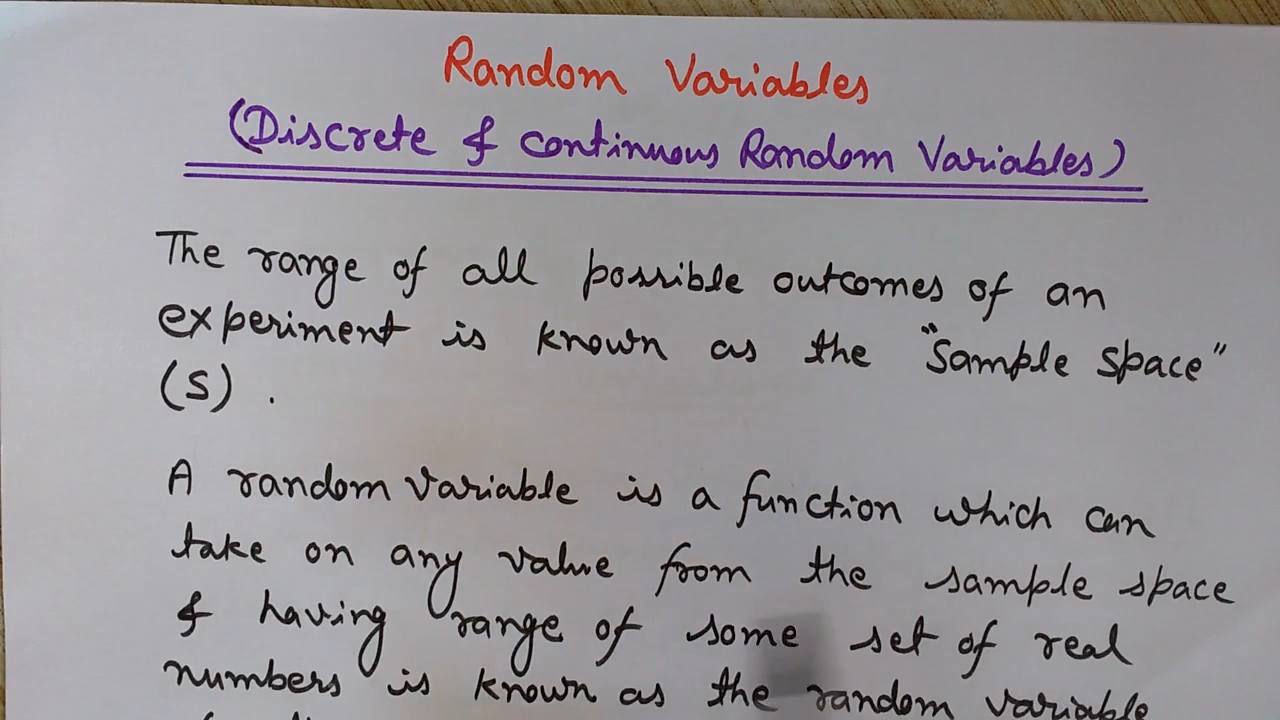 Random Variables
(Discrete & continuous Random Variables)
The range of all possible outcomes of an
experiment is known as the "Sample space"
(S).
A random variable is a function which can
take on any value from the sample space
& having range of some set of real
numbers is known as the random variable